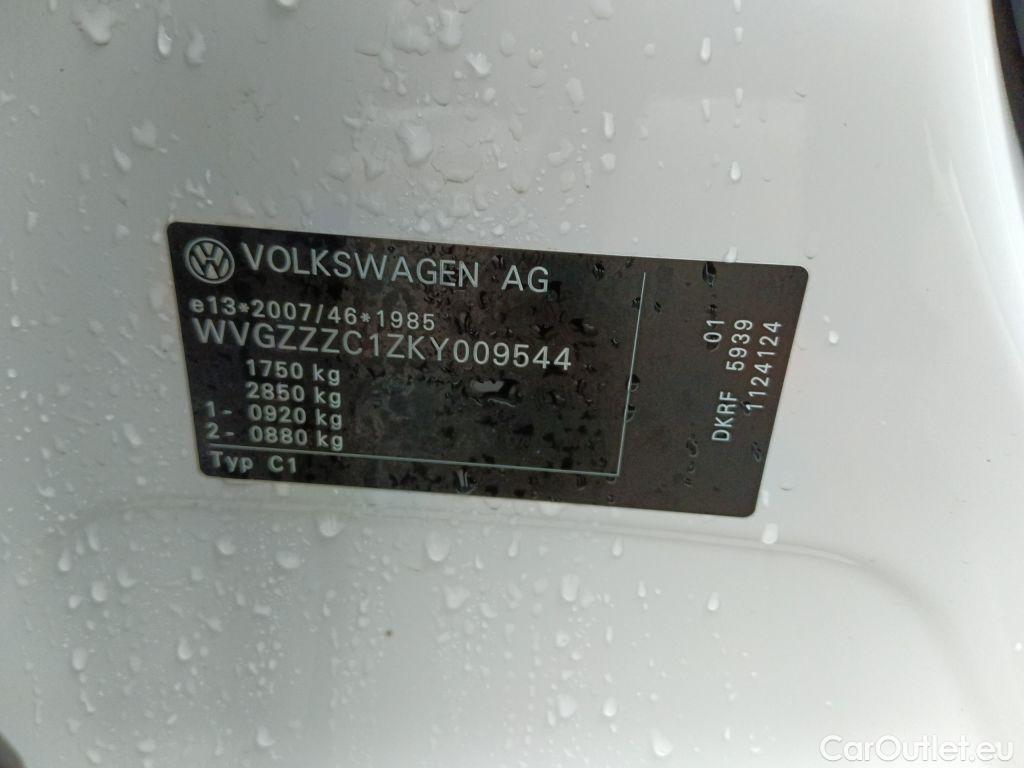 VOLKSWAGEN AG
e13*2007/46*1985
WVGZZZC1ZKY009544
1750 kg
2850 kg
1- 0920 kg
2- 0880 kg
Typ C1
01
DKRF 5939
1124124
CarOutlet.eu